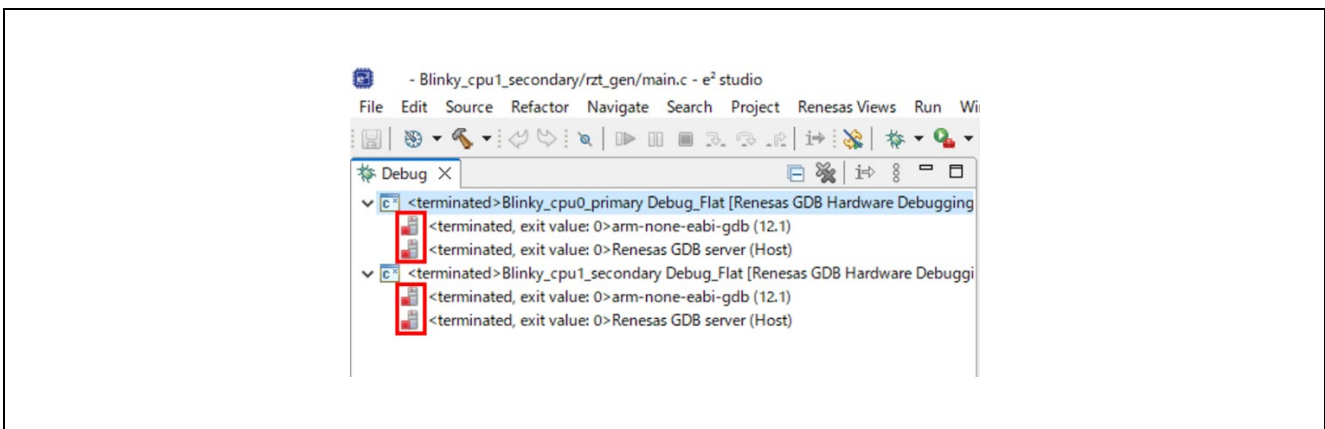 - Blinky_cpu1_secondary/rzt_gen/main.c - e² studio
File Edit Source Refactor Navigate Search Project Renesas Views Run Wi
Debug
<terminated>Blinky_cpu0_primary Debug_Flat [Renesas GDB Hardware Debugging
<terminated, exit value: 0>arm-none-eabi-gdb (12.1)
<terminated, exit value: 0>Renesas GDB server (Host)
<terminated>Blinky_cpu1_secondary Debug_Flat [Renesas GDB Hardware Debuggi
<terminated, exit value: 0>arm-none-eabi-gdb (12.1)
<terminated, exit value: 0>Renesas GDB server (Host)